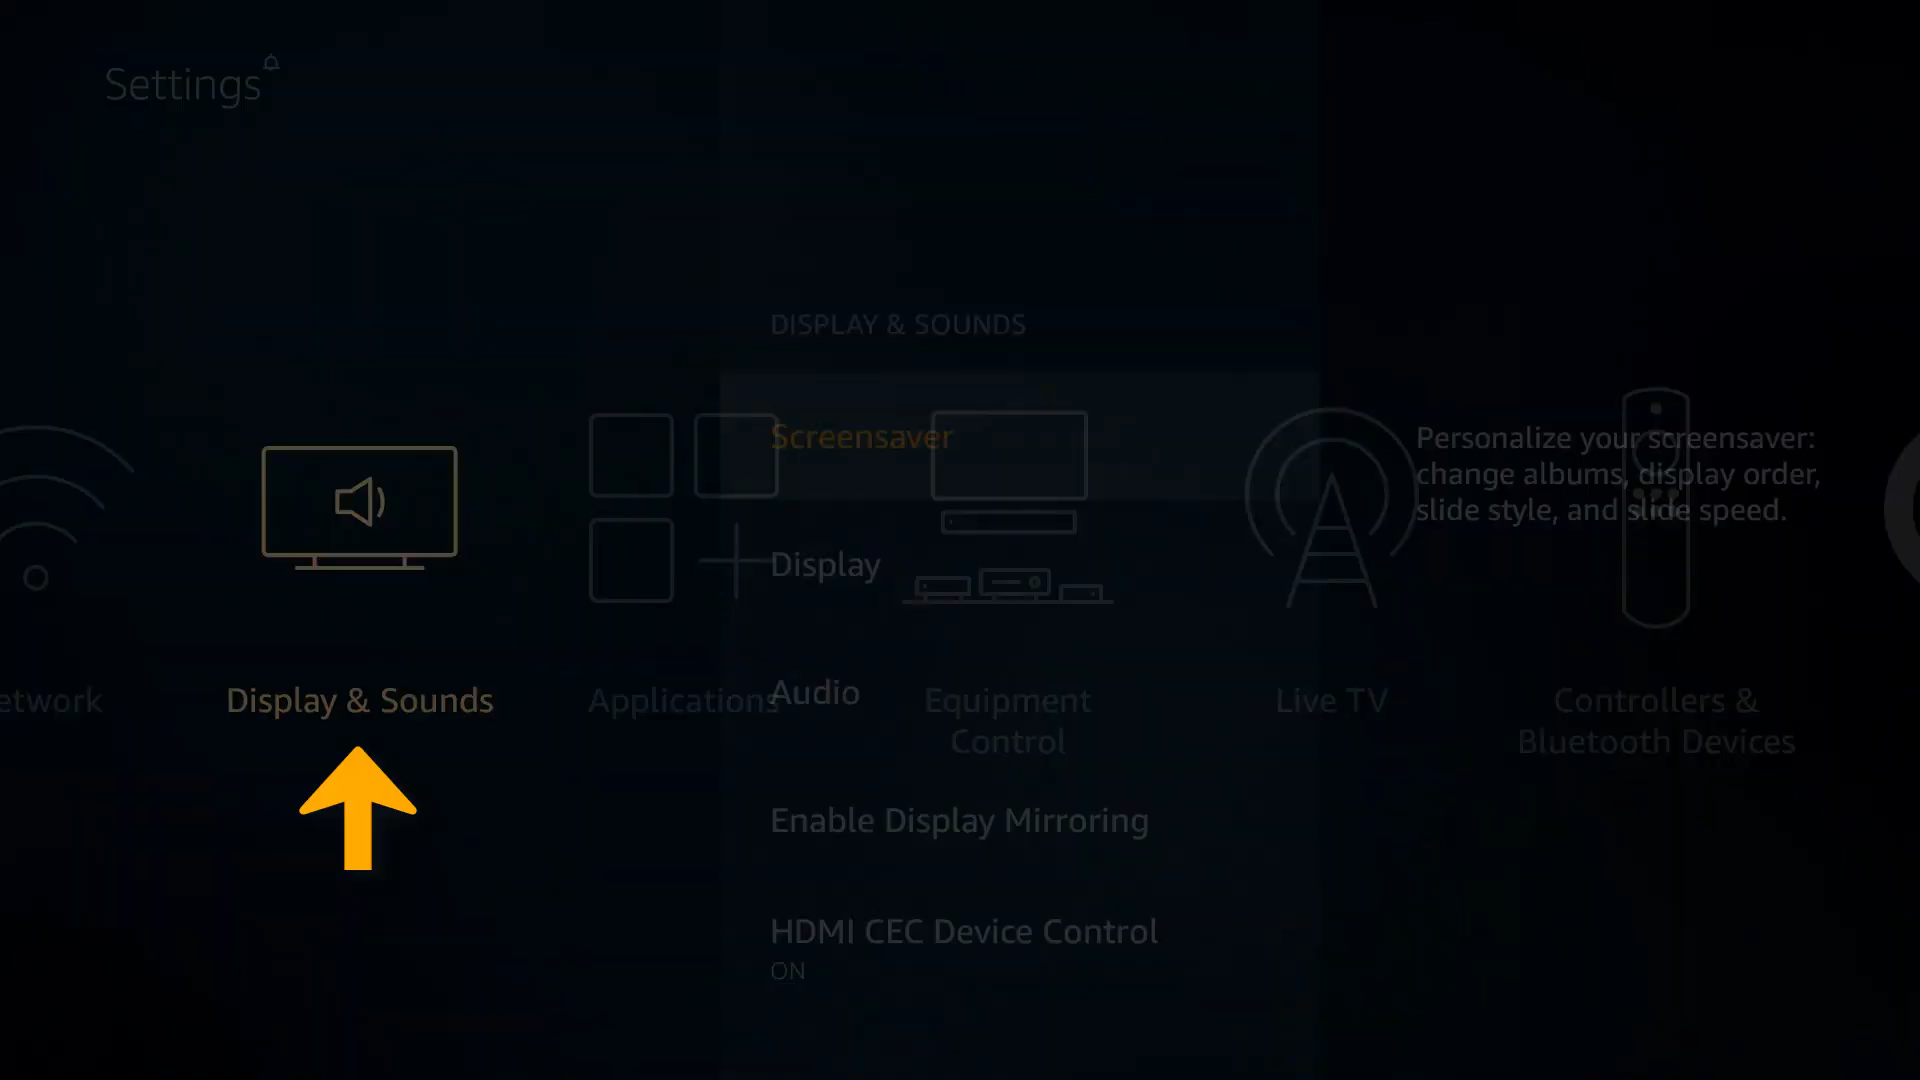 Settings
DISPLAY & SOUNDS
Screensaver
Personalize your screensaver:
change albums, display order,
slide style, and slide speed.
Display
etwork
Display & Sounds
Applications
Audio
Equipment
Control
Live TV
Controllers &
Bluetooth Devices
Enable Display Mirroring
HDMI CEC Device Control
ON